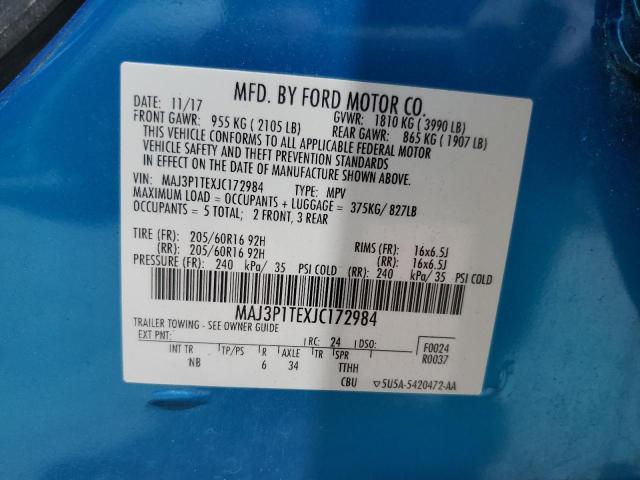 MFD. BY FORD MOTOR CO.
DATE: 11/17 GVWR: 1810 KG ( 3990 LB)
FRONT GAWR: 955 KG ( 2105 LB) REAR GAWR: 865 KG ( 1907 LB)
THIS VEHICLE CONFORMS TO ALL APPLICABLE FEDERAL MOTOR
VEHICLE SAFETY AND THEFT PREVENTION STANDARDS
IN EFFECT ON THE DATE OF MANUFACTURE SHOWN ABOVE.
VIN: MAJ3P1TEXJC172984 TYPE: MPV
MAXIMUM LOAD = OCCUPANTS + LUGGAGE = 375KG/ 827LB
OCCUPANTS = 5 TOTAL; 2 FRONT, 3 REAR
TIRE (FR): 205/60R16 92H RIMS (FR): 16x6.5J
(RR): 205/60R16 92H (RR): 16x6.5J
PRESSURE (FR): 240 kPa/ 35 PSI COLD (RR): 240 kPa/ 35 PSI COLD
MAJ3P1TEXJC172984
TRAILER TOWING - SEE OWNER GUIDE
EXT PNT: RC: 24 DSO: F0024
R0037
INT TR TP/PS R AXLE TR SPR
NB 6 34 TTHH
CBU ▽5U5A-5420472-AA